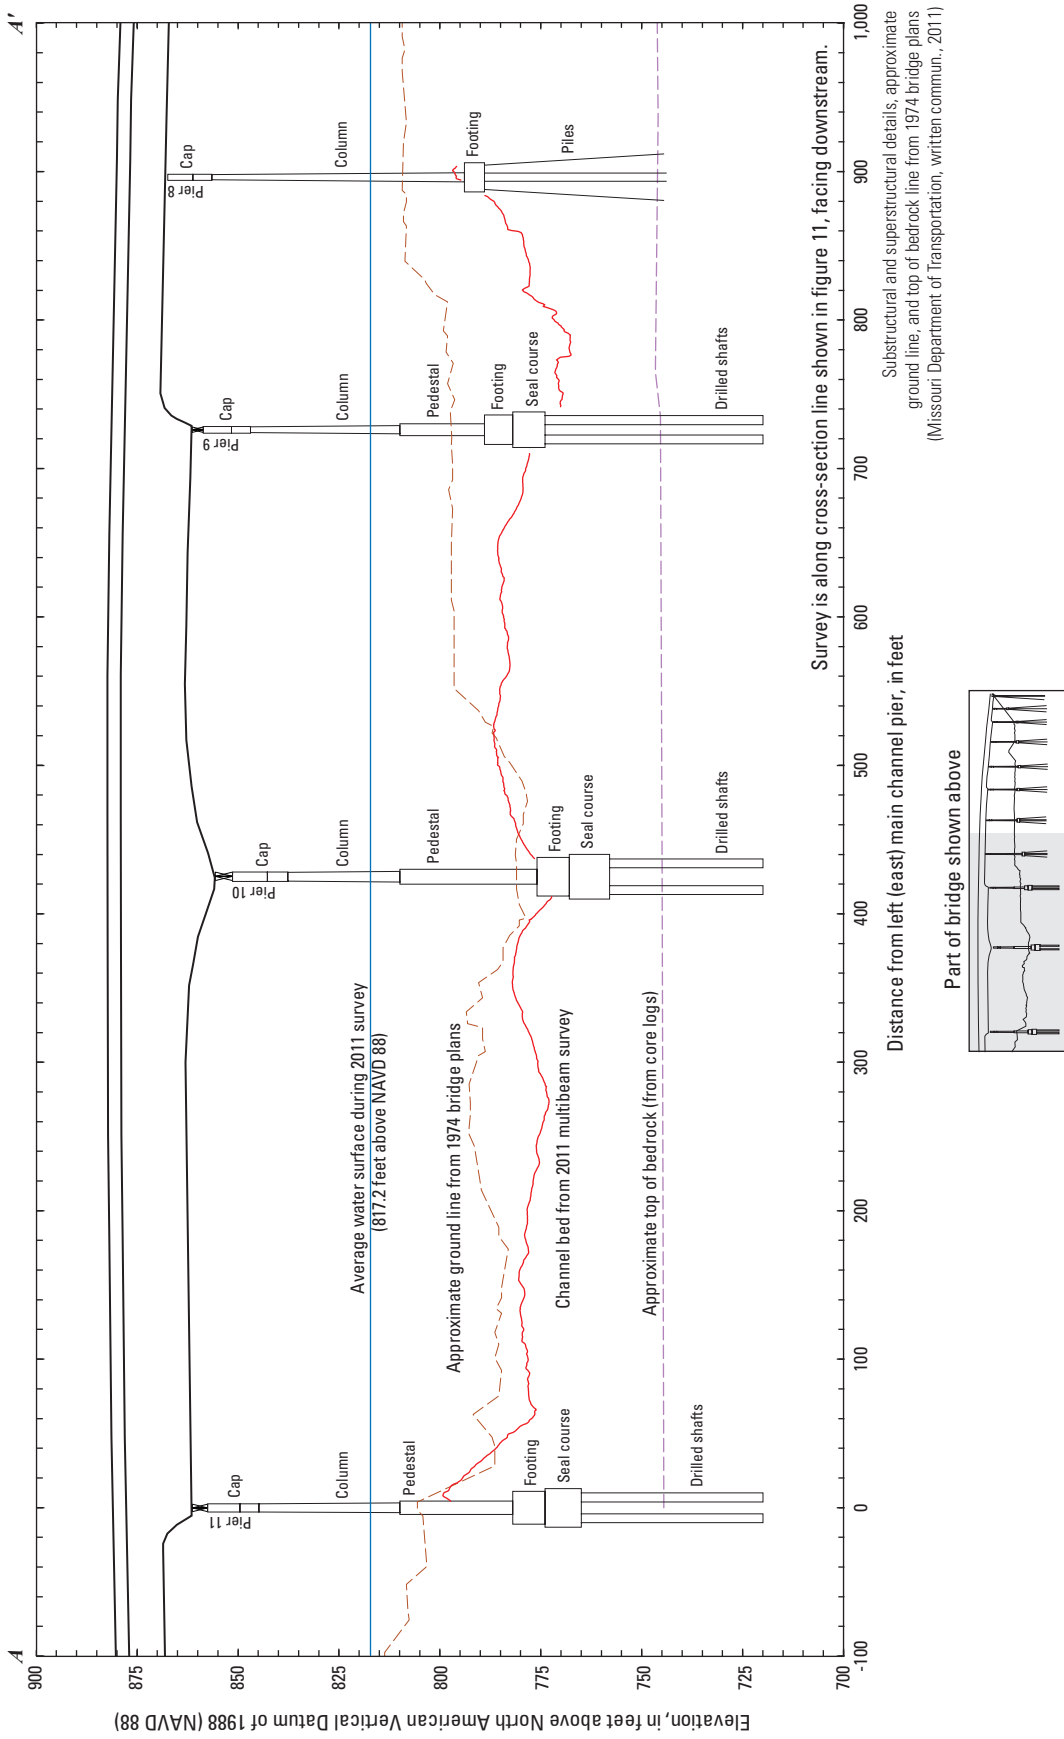 A
A′
Elevation, in feet above North American Vertical Datum of 1988 (NAVD 88)
900
875
850
825
800
775
750
725
700
Pier 11
Cap
Column
Pedestal
Footing
Seal course
Drilled shafts
Pier 10
Cap
Column
Pedestal
Footing
Seal course
Drilled shafts
Pier 9
Cap
Column
Pedestal
Footing
Seal course
Drilled shafts
Pier 8
Cap
Column
Footing
Piles
Average water surface during 2011 survey
(817.2 feet above NAVD 88)
Approximate ground line from 1974 bridge plans
Channel bed from 2011 multibeam survey
Approximate top of bedrock (from core logs)
Survey is along cross-section line shown in figure 11, facing downstream.
-100
0
100
200
300
400
500
600
700
800
900
1,000
Distance from left (east) main channel pier, in feet
Substructural and superstructural details, approximate
ground line, and top of bedrock line from 1974 bridge plans
(Missouri Department of Transportation, written commun., 2011)
Part of bridge shown above